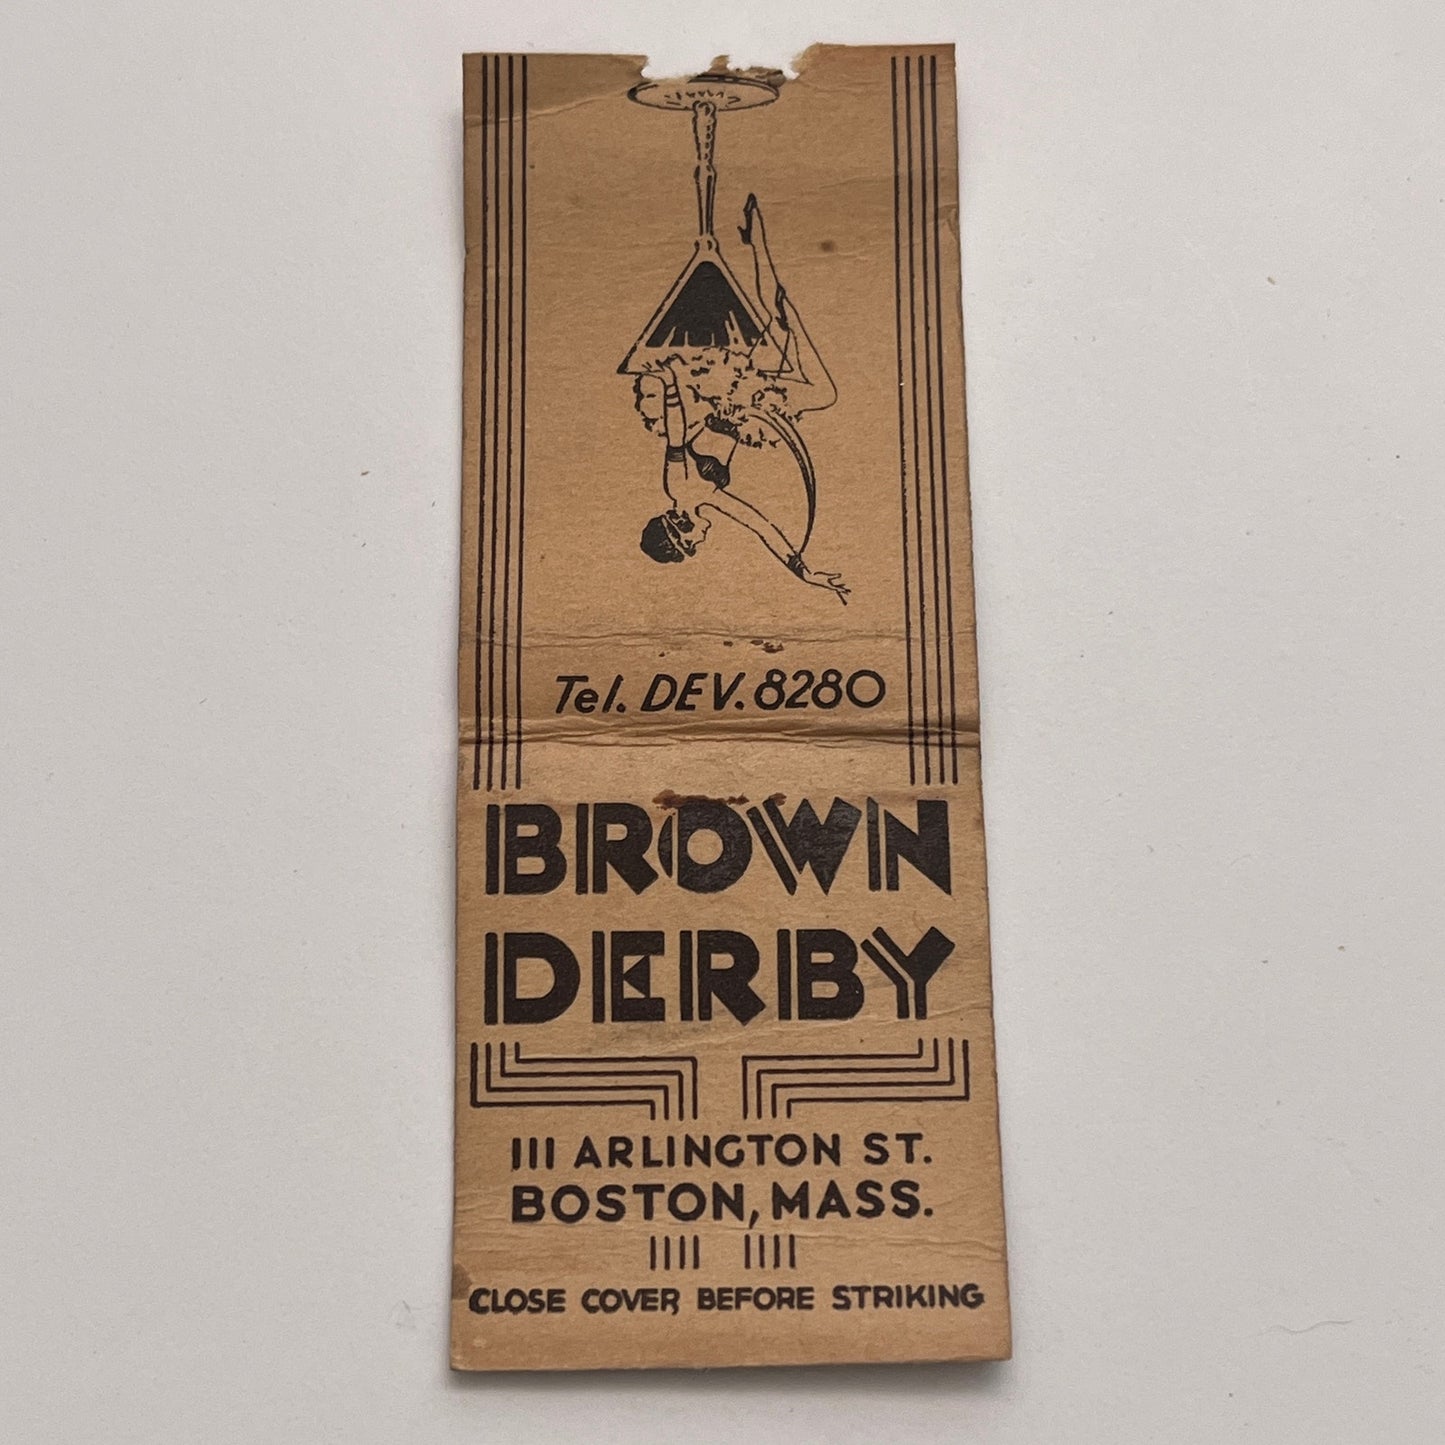 Tel. DEV. 8280
BROWN
DERBY
111 ARLINGTON ST.
BOSTON, MASS.
CLOSE COVER BEFORE STRIKING